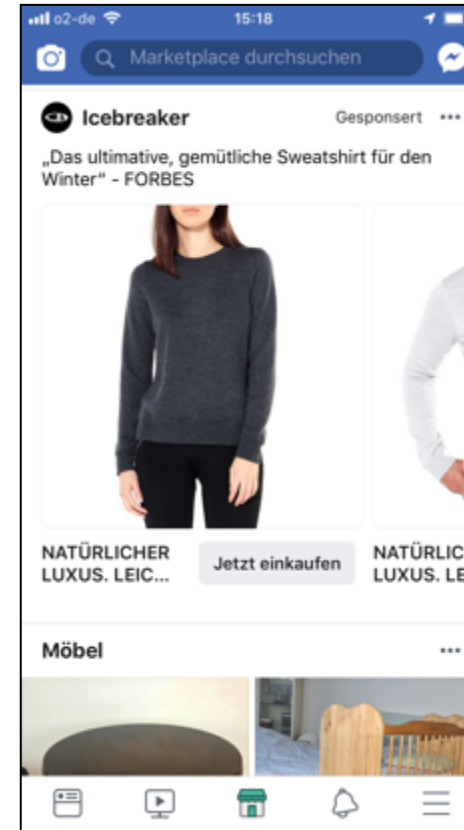 o2-de 15:18
Marketplace durchsuchen
Icebreaker Gesponsert
„Das ultimative, gemütliche Sweatshirt für den
Winter“ - FORBES
NATÜRLICHER
LUXUS. LEIC...
Jetzt einkaufen
NATÜRLIC
LUXUS. LE
Möbel